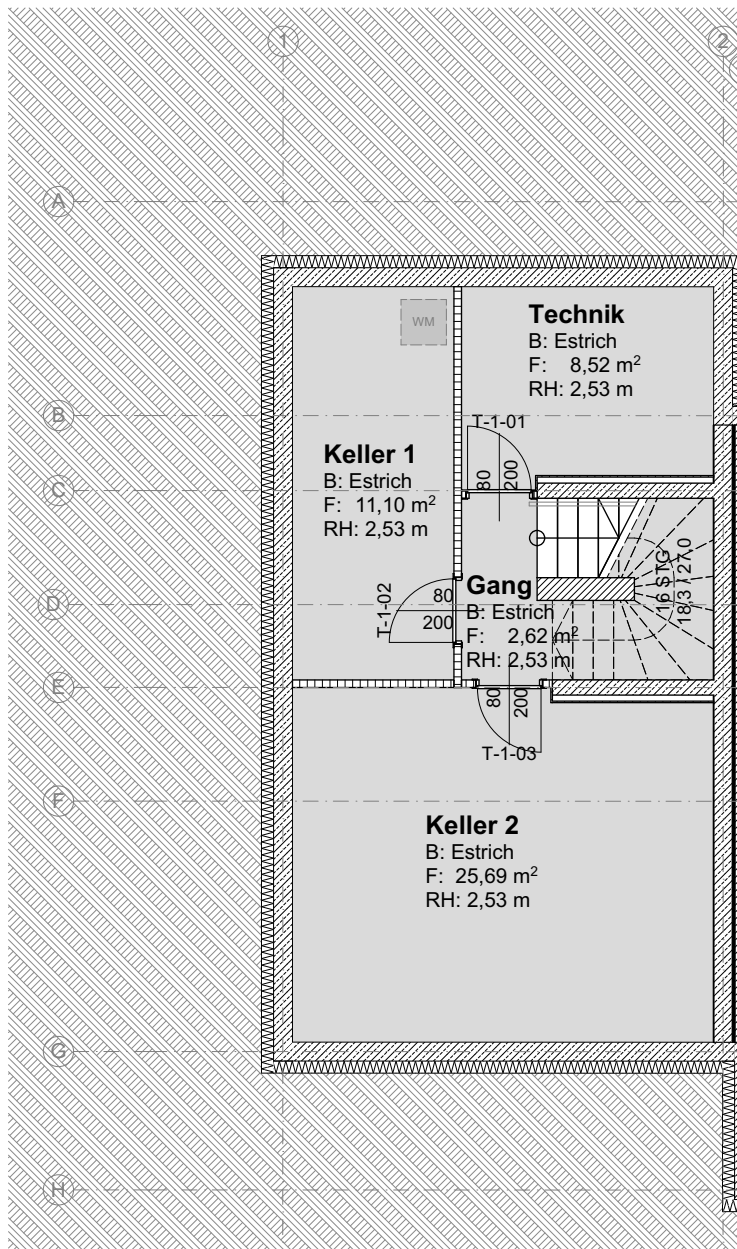 1
2
A
WM
Technik
B: Estrich
F: 8,52 m²
RH: 2,53 m
B
T-1-01
80
200
Keller 1
B: Estrich
F: 11,10 m²
RH: 2,53 m
C
16 STG
18,3 / 27,0
T-1-02
80
200
Gang
B: Estrich
F: 2,62 m²
RH: 2,53 m
D
E
80
200
T-1-03
F
Keller 2
B: Estrich
F: 25,69 m²
RH: 2,53 m
G
H